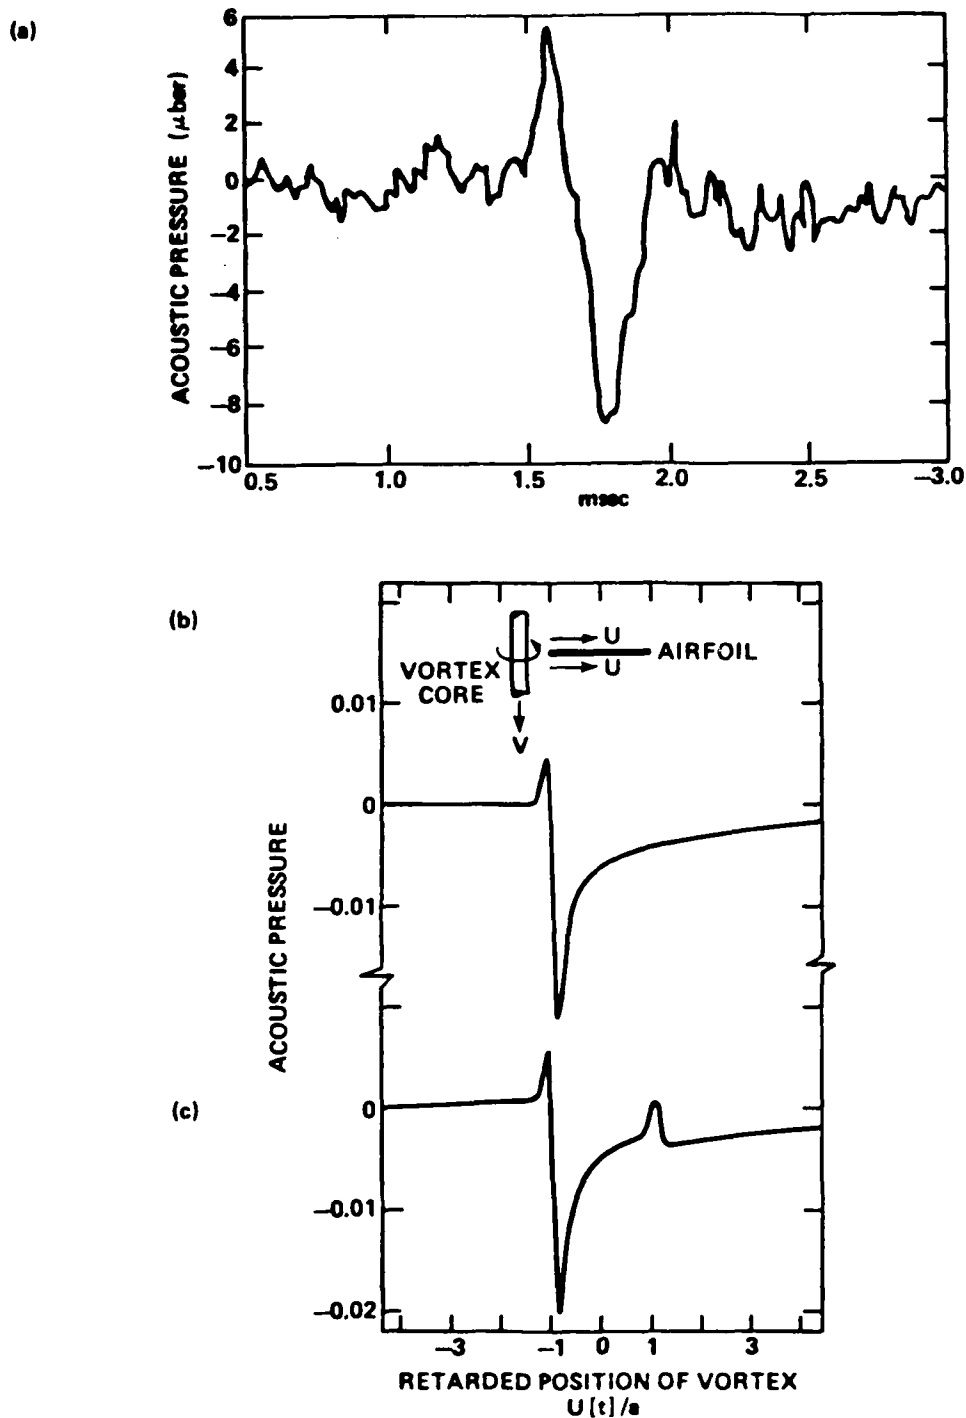 (a)
6
4
2
0
−2
−4
−6
−8
−10
ACOUSTIC PRESSURE (μbar)
0.5 1.0 1.5 2.0 2.5 −3.0
msec
(b)
VORTEX
CORE
U
U
AIRFOIL
V
0.01
0
−0.01
ACOUSTIC PRESSURE
(c)
0
−0.01
−0.02
−3 −1 0 1 3
RETARDED POSITION OF VORTEX
U[t]/a